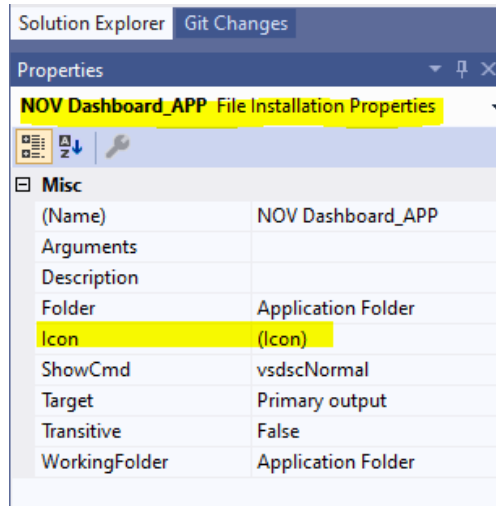 Solution Explorer Git Changes
Properties
NOV Dashboard_APP File Installation Properties
Misc
(Name) NOV Dashboard_APP
Arguments
Description
Folder Application Folder
Icon (Icon)
ShowCmd vsdscNormal
Target Primary output
Transitive False
WorkingFolder Application Folder